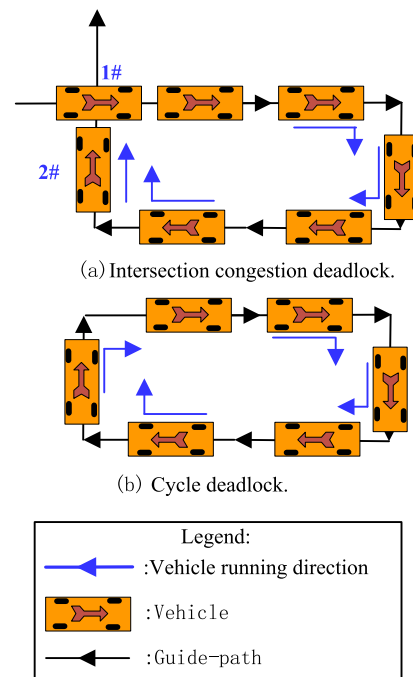 1#
2#
(a) Intersection congestion deadlock.
(b) Cycle deadlock.
Legend:
:Vehicle running direction
:Vehicle
:Guide-path